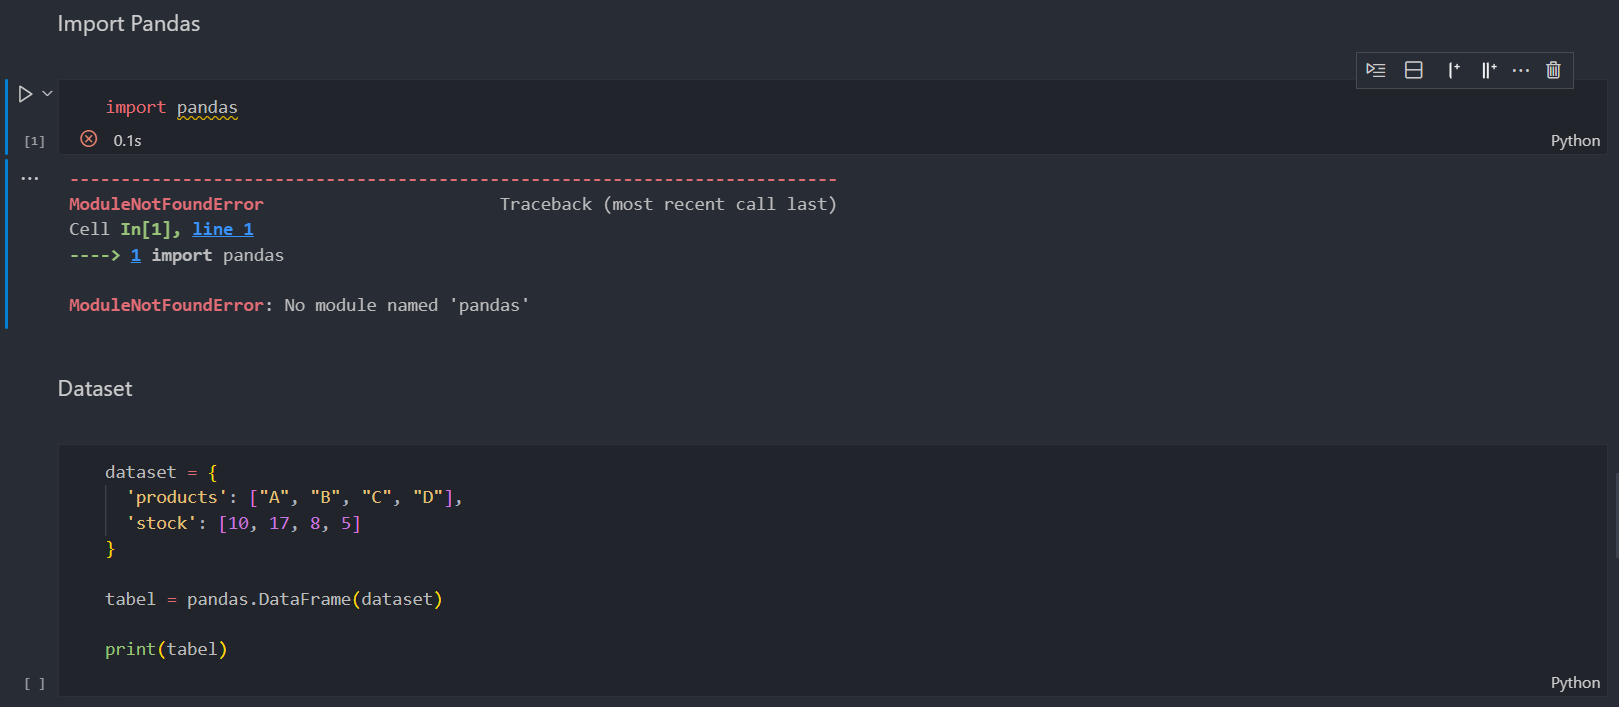 Import Pandas
import pandas
[1]
0.1s
Python
---------------------------------------------------------------------------
ModuleNotFoundError                       Traceback (most recent call last)
Cell In[1], line 1
----> 1 import pandas
ModuleNotFoundError: No module named 'pandas'
Dataset
dataset = {
  'products': ["A", "B", "C", "D"],
  'stock': [10, 17, 8, 5]
}
tabel = pandas.DataFrame(dataset)
print(tabel)
[ ]
Python